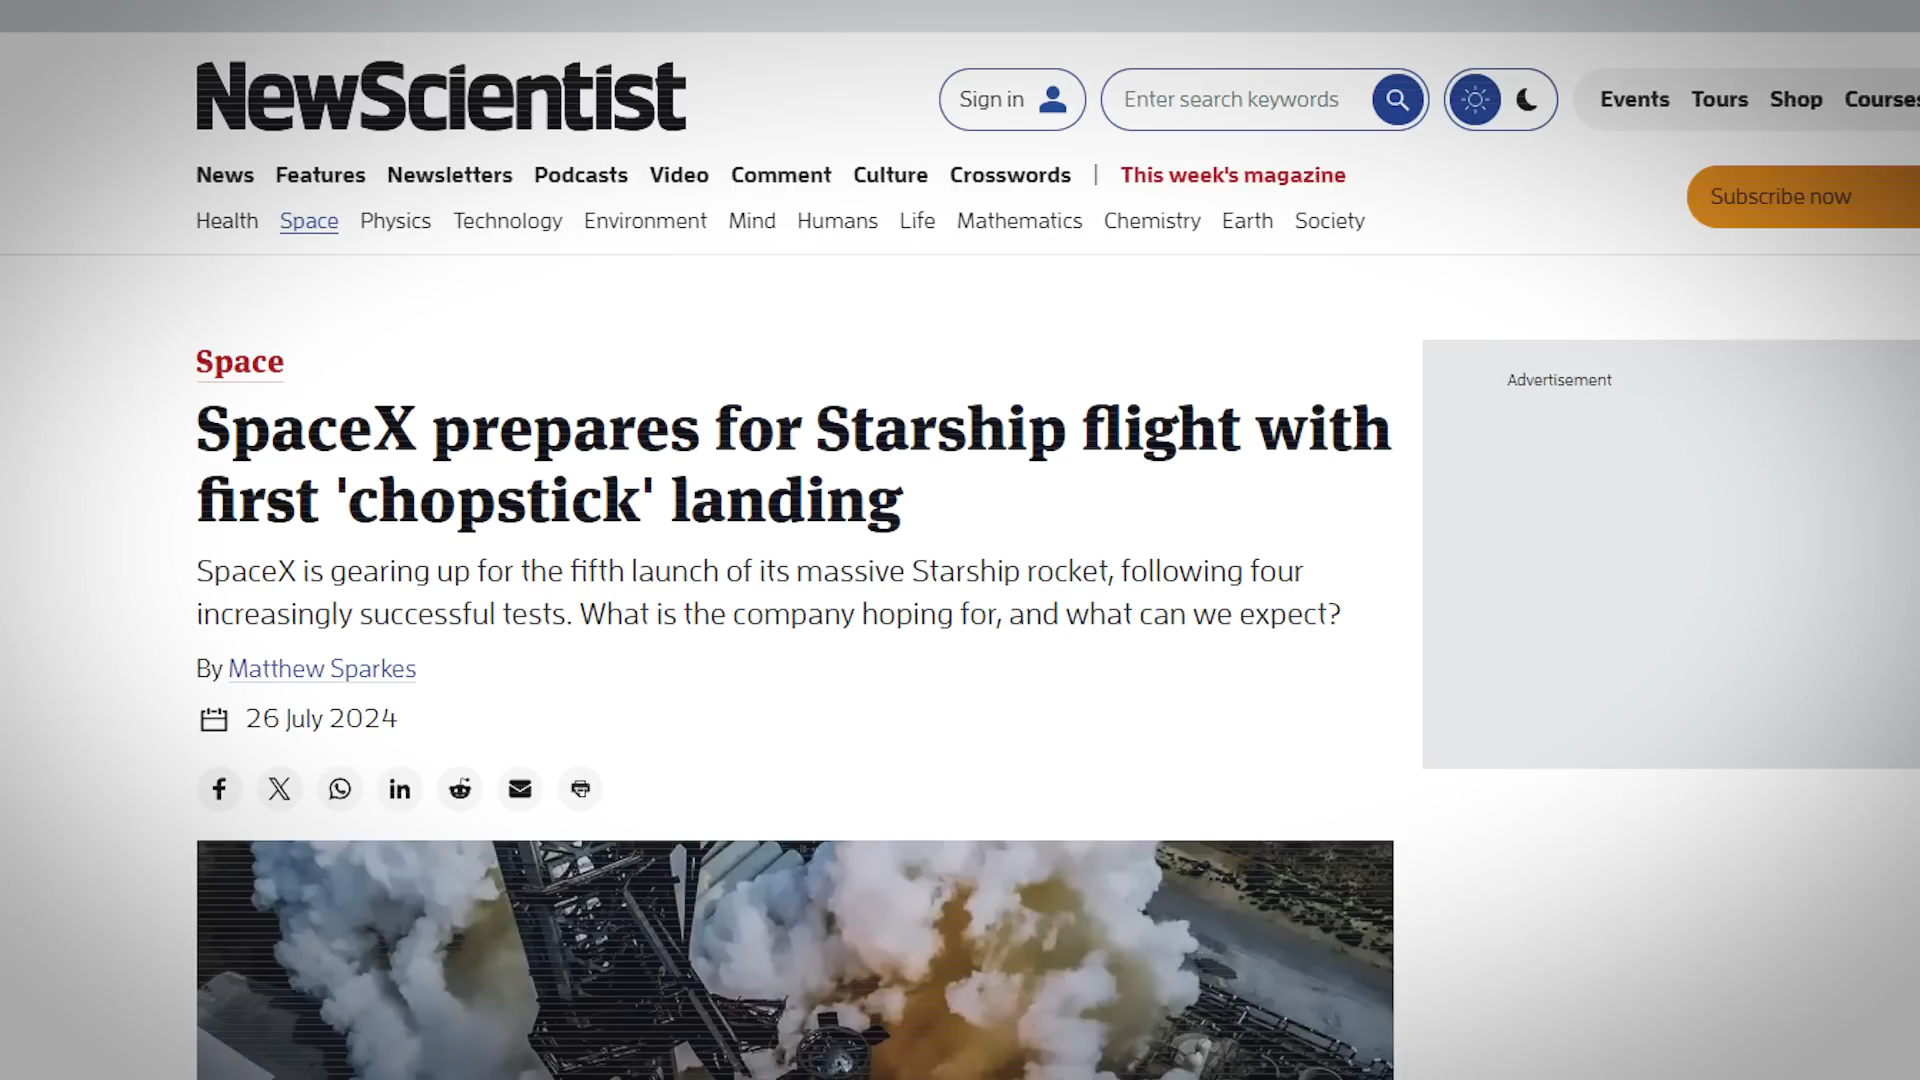 NewScientist
Sign in
Enter search keywords
Events Tours Shop Courses
News Features Newsletters Podcasts Video Comment Culture Crosswords | This week's magazine
Subscribe now
Health Space Physics Technology Environment Mind Humans Life Mathematics Chemistry Earth Society
Space
Advertisement
SpaceX prepares for Starship flight with
first 'chopstick' landing
SpaceX is gearing up for the fifth launch of its massive Starship rocket, following four
increasingly successful tests. What is the company hoping for, and what can we expect?
By Matthew Sparkes
26 July 2024